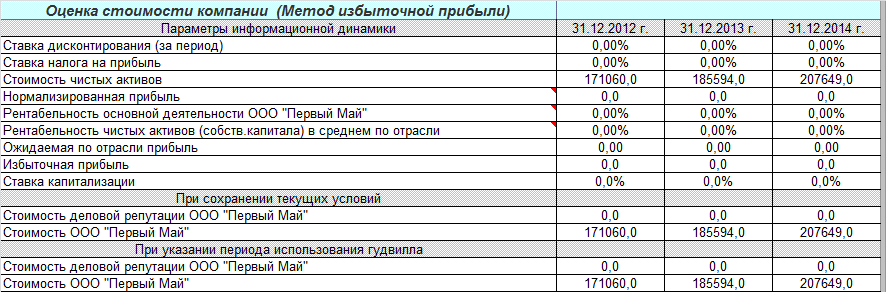 Оценка стоимости компании (Метод избыточной прибыли)
Параметры информационной динамики 31.12.2012 г. 31.12.2013 г. 31.12.2014 г.
Ставка дисконтирования (за период) 0,00% 0,00% 0,00%
Ставка налога на прибыль 0,00% 0,00% 0,00%
Стоимость чистых активов 171060,0 185594,0 207649,0
Нормализированная прибыль 0,0 0,0 0,0
Рентабельность основной деятельности ООО "Первый Май" 0,00% 0,00% 0,00%
Рентабельность чистых активов (собств.капитала) в среднем по отрасли 0,00% 0,00% 0,00%
Ожидаемая по отрасли прибыль 0,00 0,00 0,00
Избыточная прибыль 0,0 0,0 0,0
Ставка капитализации 0,0% 0,0% 0,0%
При сохранении текущих условий
Стоимость деловой репутации ООО "Первый Май" 0,0 0,0 0,0
Стоимость ООО "Первый Май" 171060,0 185594,0 207649,0
При указании периода использования гудвилла
Стоимость деловой репутации ООО "Первый Май" 0,0 0,0 0,0
Стоимость ООО "Первый Май" 171060,0 185594,0 207649,0